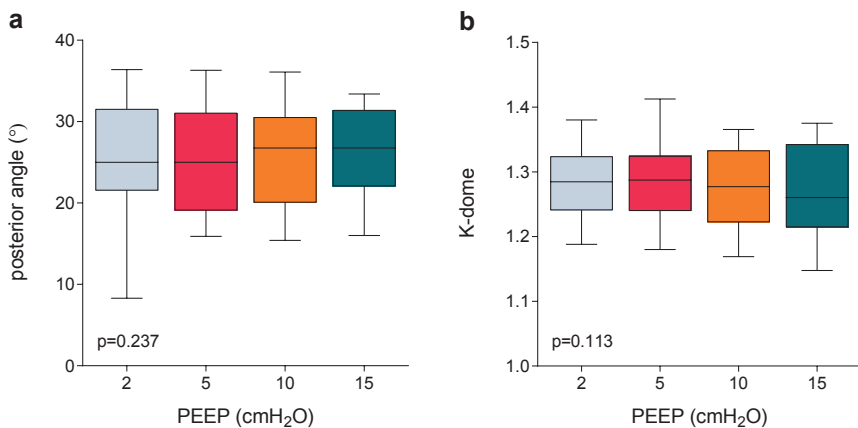 a
posterior angle (°)
40
30
20
10
0
p=0.237
2 5 10 15
PEEP (cmH₂O)
b
K-dome
1.5
1.4
1.3
1.2
1.1
1.0
p=0.113
2 5 10 15
PEEP (cmH₂O)